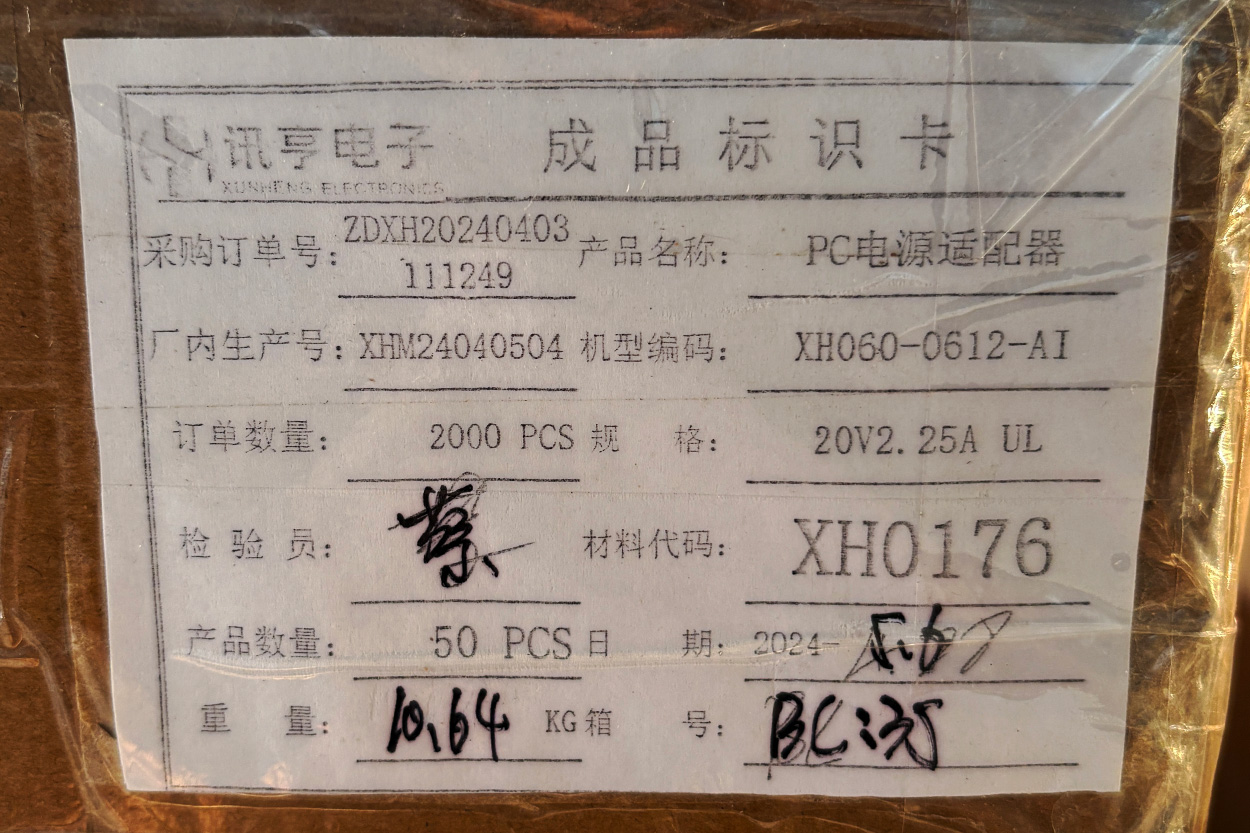 讯亨电子 成品标识卡
XUNHENG ELECTRONICS
采购订单号: ZDXH20240403111249 产品名称: PC电源适配器
厂内生产号: XHM24040504 机型编码: XH060-0612-AI
订单数量: 2000 PCS 规 格: 20V2.25A UL
检 验 员: 蔡 材料代码: XH0176
产品数量: 50 PCS 日 期: 2024-
重 量: 10.64 KG 箱 号: